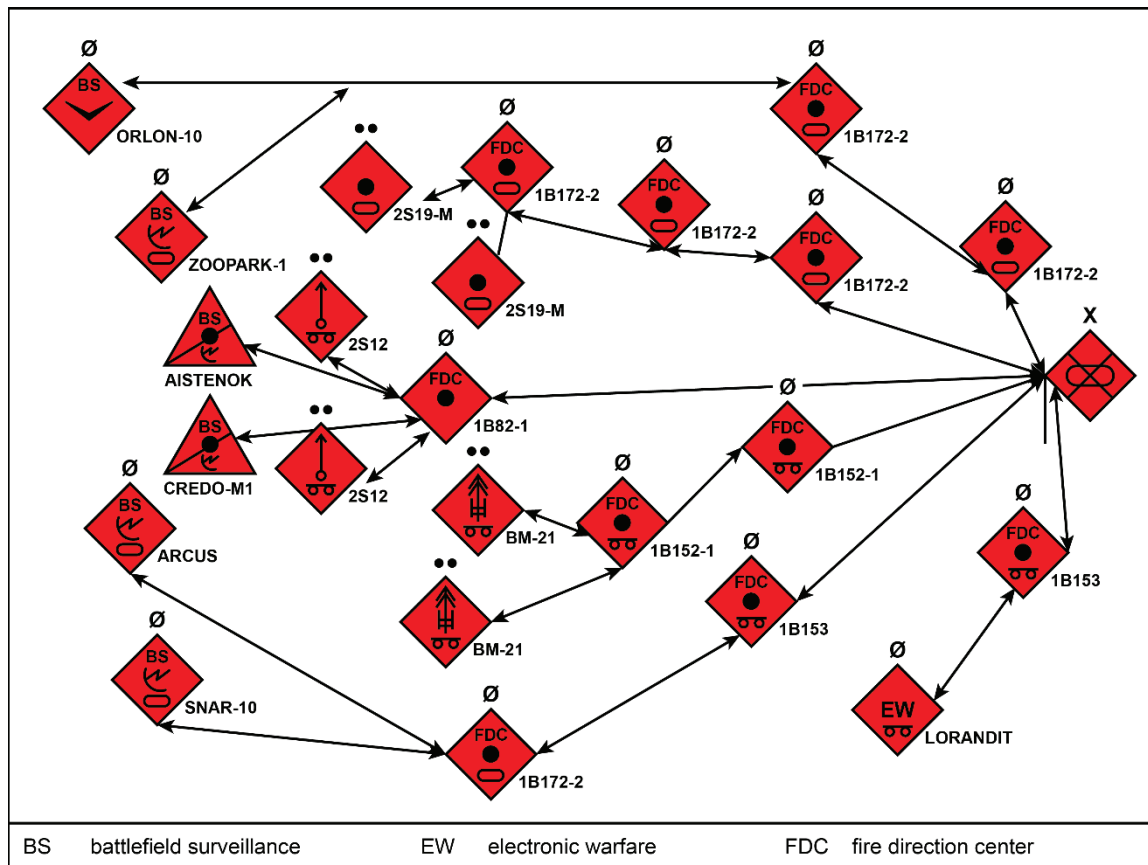 Ø
BS
ORLON-10
Ø
FDC
1B172-2
Ø
BS
ZOOPARK-1
••
2S19-M
Ø
FDC
1B172-2
••
2S19-M
Ø
FDC
1B172-2
Ø
FDC
1B172-2
Ø
FDC
1B172-2
X
BS
AISTENOK
••
2S12
Ø
FDC
1B82-1
BS
CREDO-M1
••
2S12
Ø
FDC
1B152-1
••
BM-21
Ø
FDC
1B152-1
Ø
BS
ARCUS
••
BM-21
Ø
FDC
1B153
Ø
FDC
1B153
Ø
BS
SNAR-10
Ø
FDC
1B172-2
Ø
EW
LORANDIT
BS battlefield surveillance EW electronic warfare FDC fire direction center